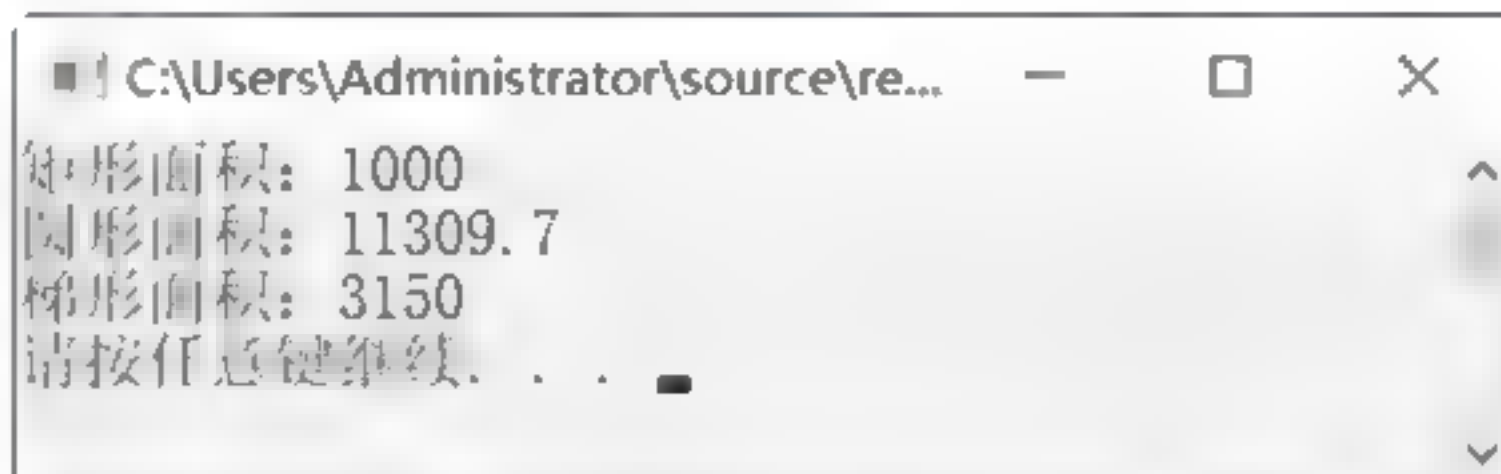 C:\Users\Administrator\source\re...
矩形面积: 1000
圆形面积: 11309.7
梯形面积: 3150
请按任意键继续. . .